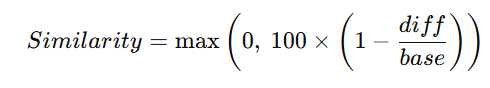 Similarity = max (0, 100 × (1 − diff/base))